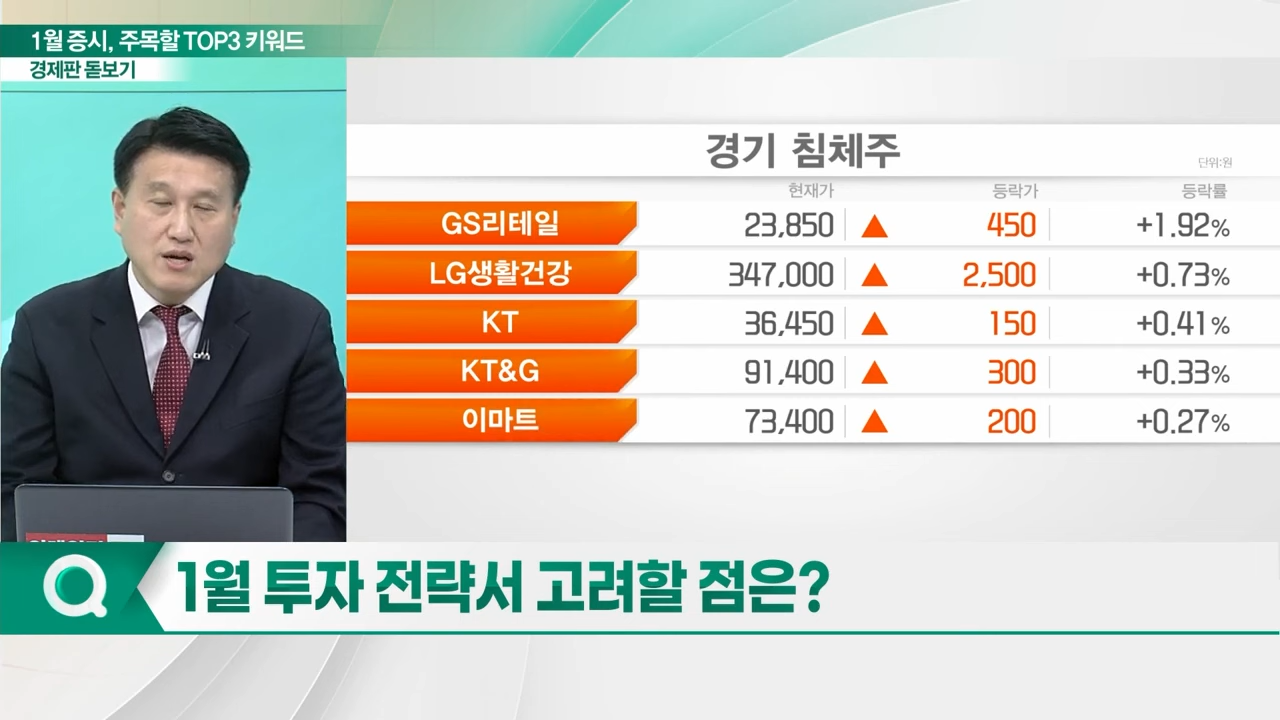 1월 증시, 주목할 TOP3 키워드
경제판 돋보기
경기 침체주
단위:원
현재가 등락가 등락률
GS리테일 23,850 ▲ 450 +1.92%
LG생활건강 347,000 ▲ 2,500 +0.73%
KT 36,450 ▲ 150 +0.41%
KT&G 91,400 ▲ 300 +0.33%
이마트 73,400 ▲ 200 +0.27%
1월 투자 전략서 고려할 점은?